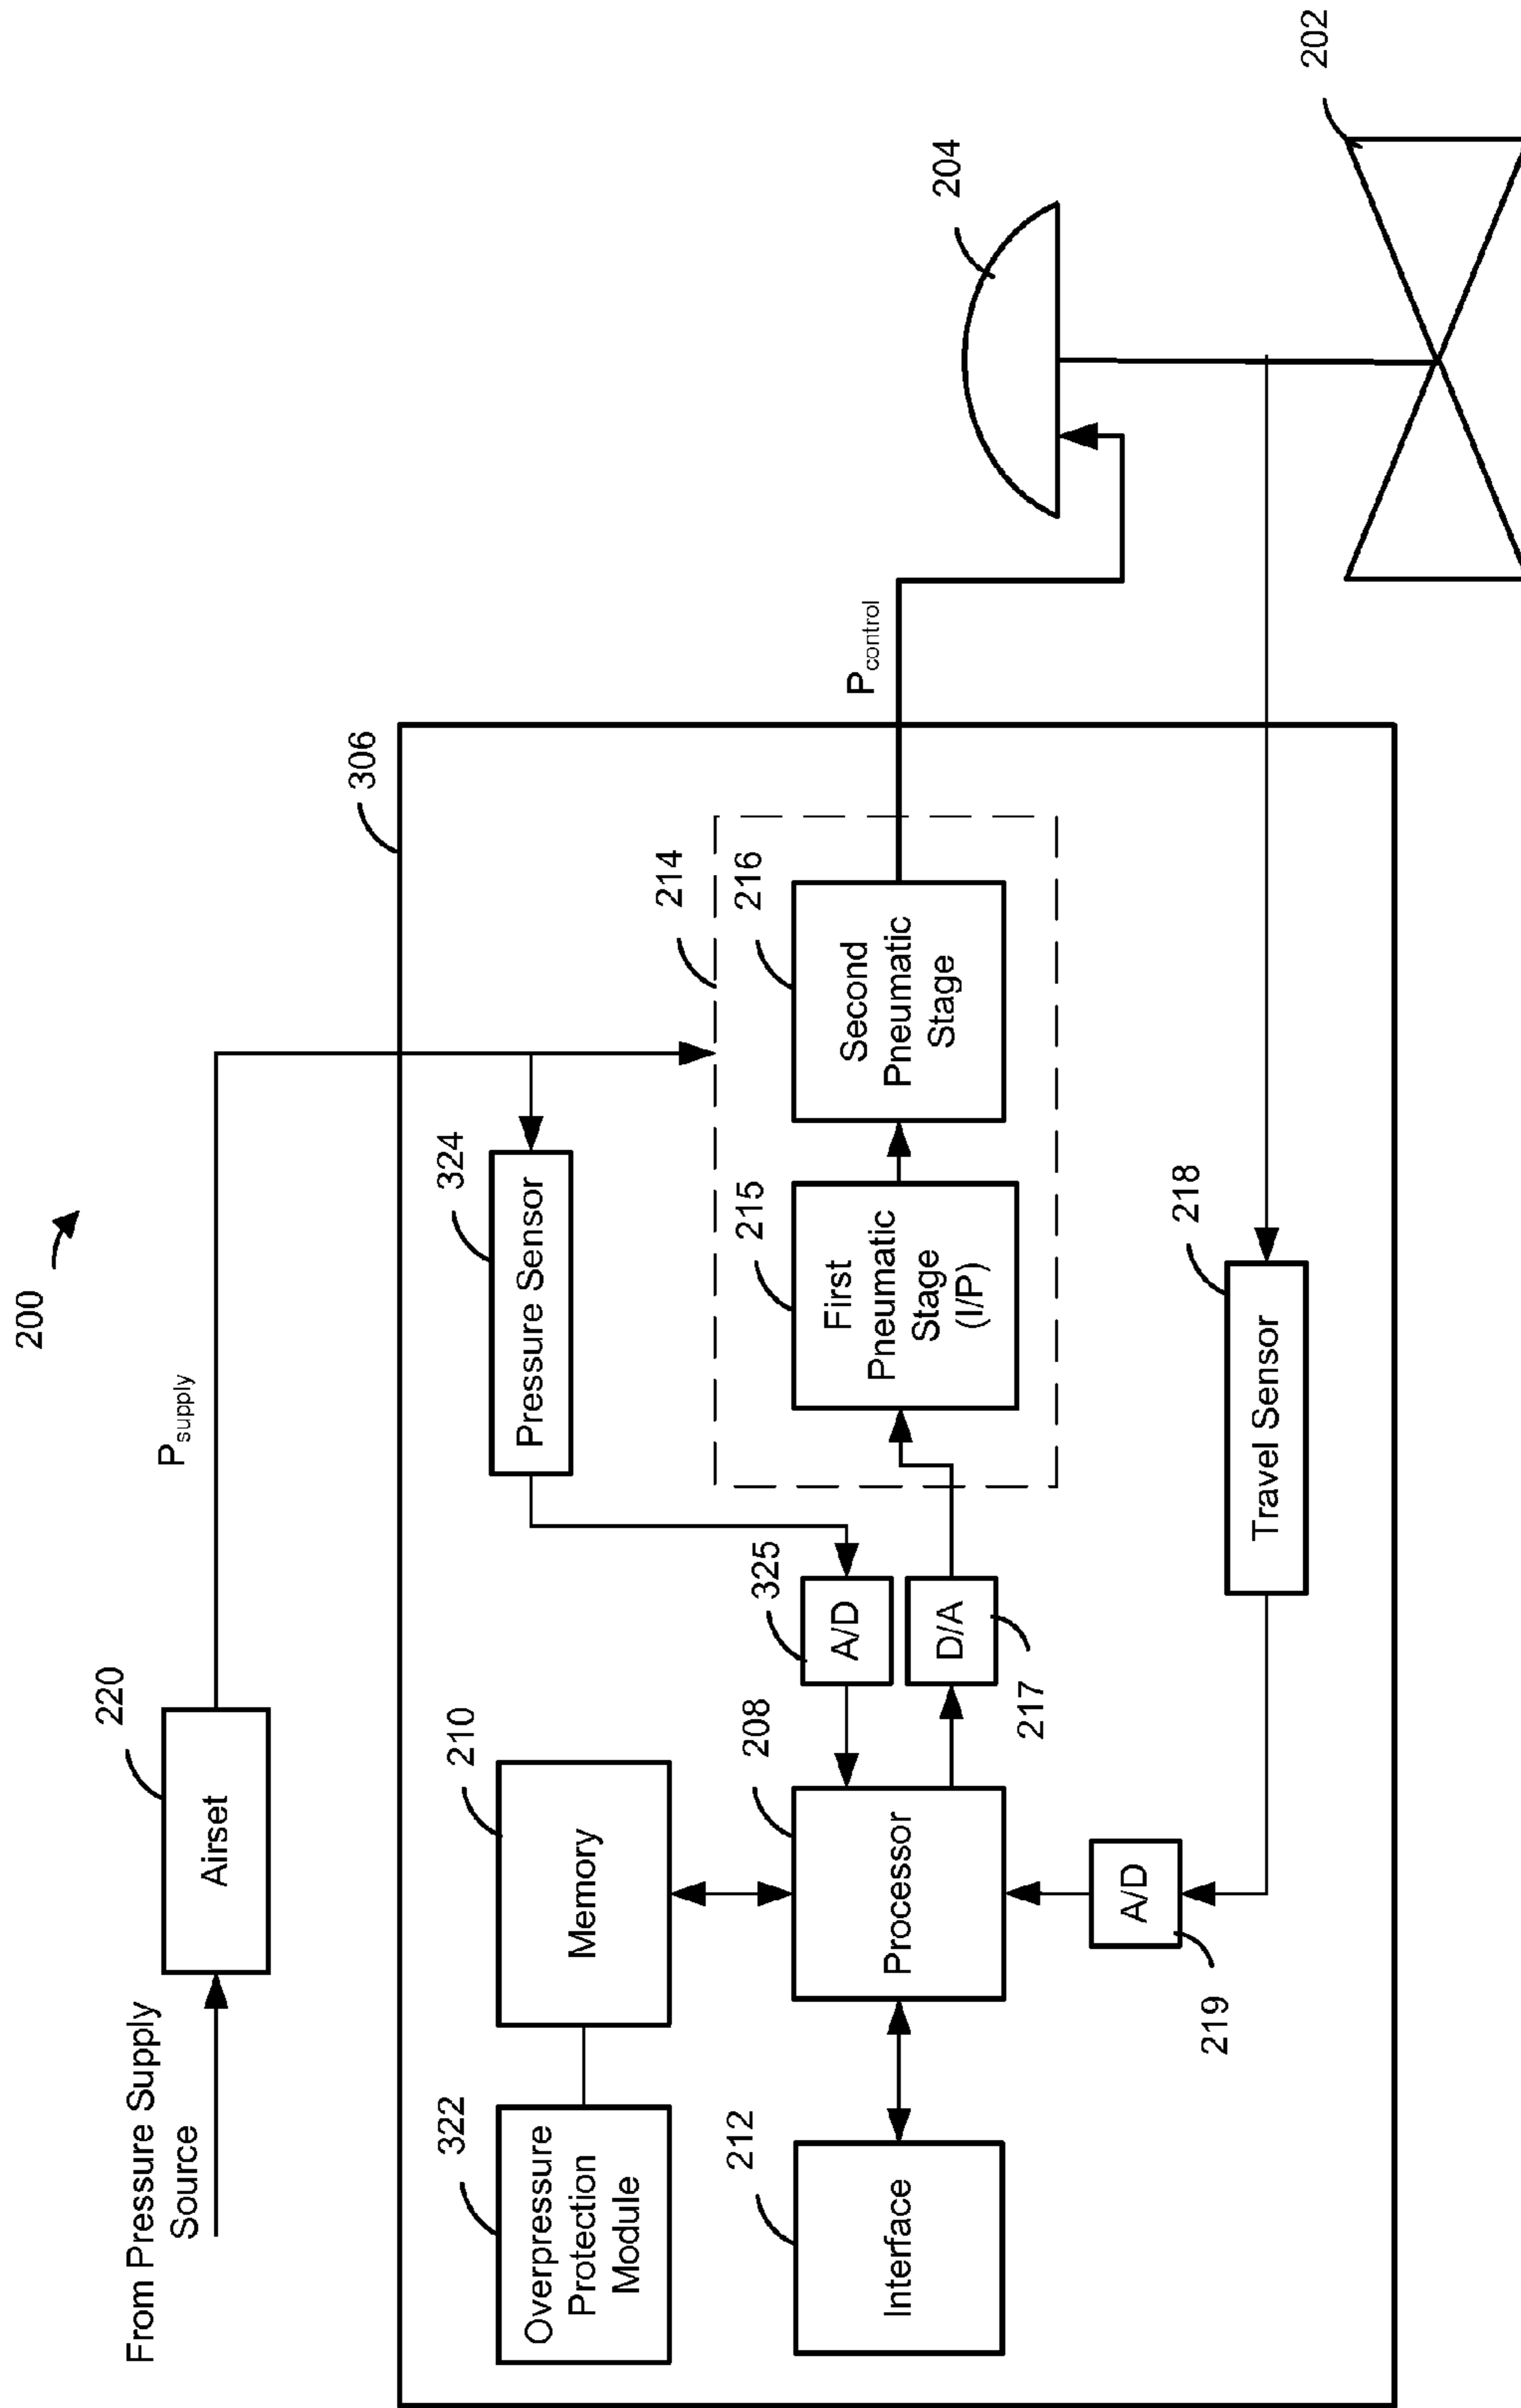 200
From Pressure Supply
Source
220
Airset
P supply
306
322
Overpressure
Protection
Module
210
Memory
324
Pressure Sensor
214
212
Interface
208
Processor
325
A/D
D/A
217
215
First
Pneumatic
Stage
(I/P)
216
Second
Pneumatic
Stage
P control
204
219
A/D
218
Travel Sensor
202